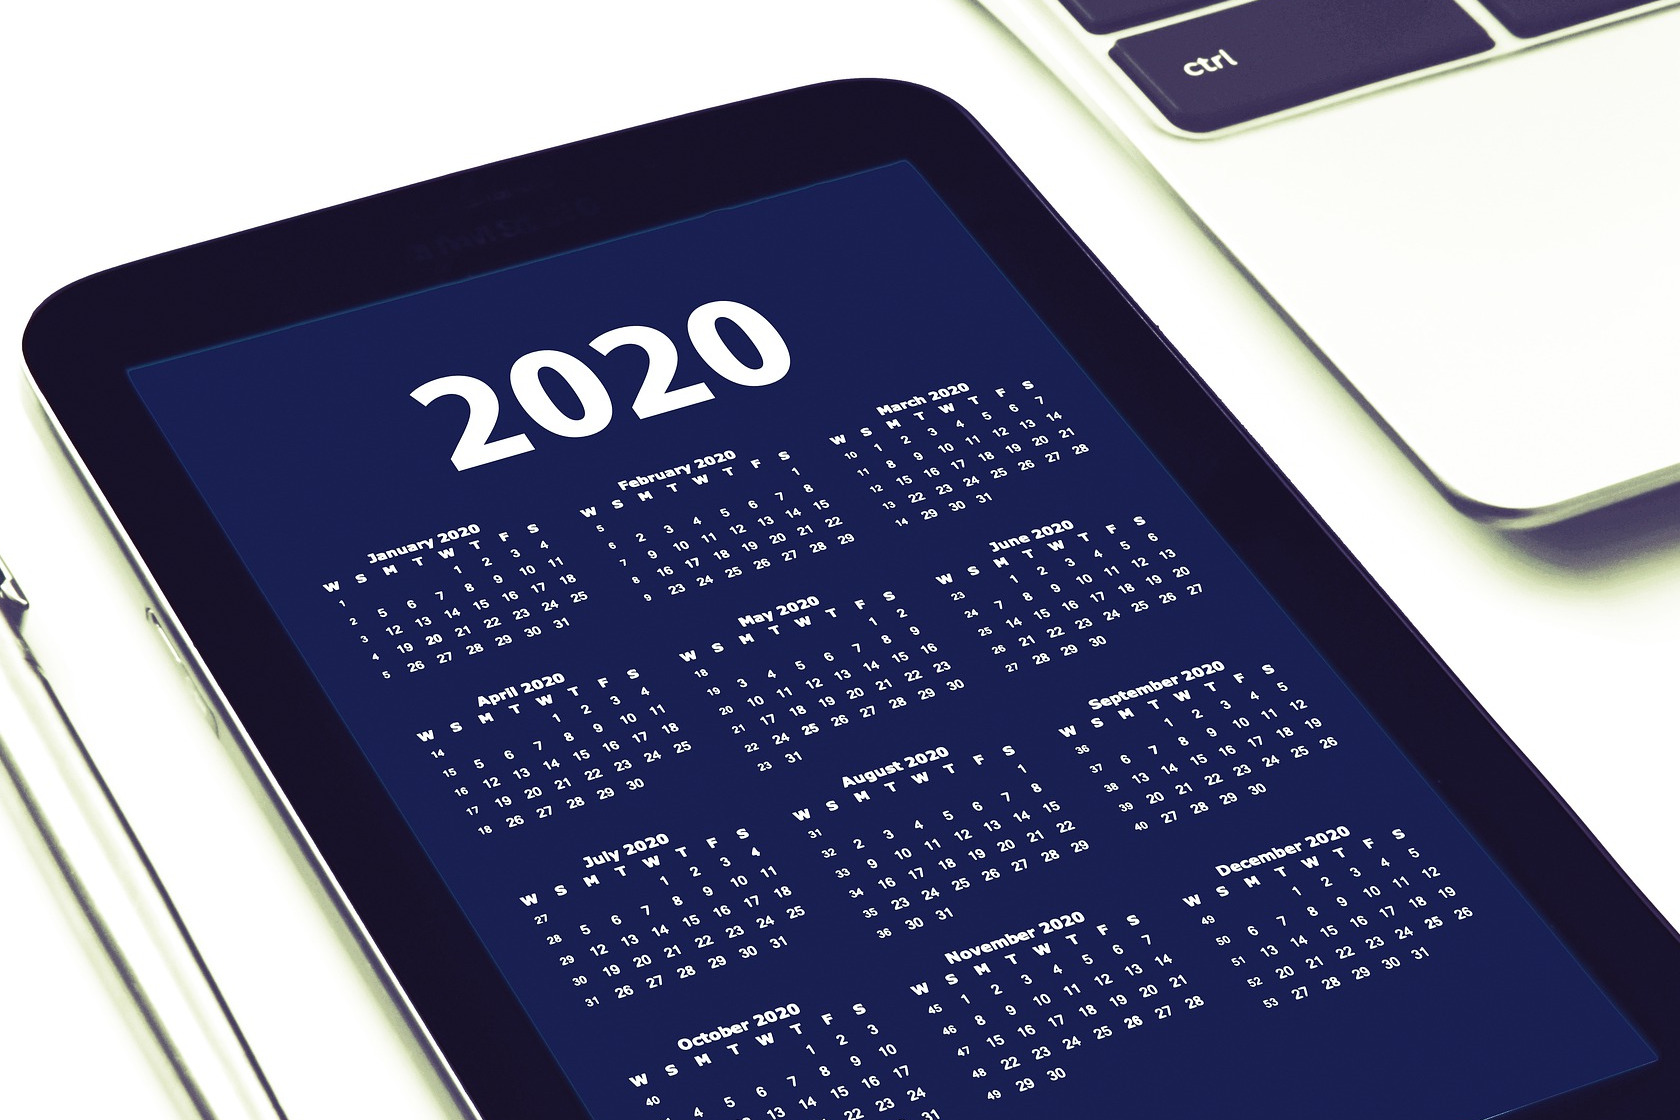 ctrl
2020
January 2020
W S M T W T F S
1 1 2 3 4
2 5 6 7 8 9 10 11
3 12 13 14 15 16 17 18
4 19 20 21 22 23 24 25
5 26 27 28 29 30 31
February 2020
W S M T W T F S
5 1
6 2 3 4 5 6 7 8
7 9 10 11 12 13 14 15
8 16 17 18 19 20 21 22
9 23 24 25 26 27 28 29
March 2020
W S M T W T F S
10 1 2 3 4 5 6 7
11 8 9 10 11 12 13 14
12 15 16 17 18 19 20 21
13 22 23 24 25 26 27 28
14 29 30 31
April 2020
W S M T W T F S
14 1 2 3 4
15 5 6 7 8 9 10 11
16 12 13 14 15 16 17 18
17 19 20 21 22 23 24 25
18 26 27 28 29 30
May 2020
W S M T W T F S
18 1 2
19 3 4 5 6 7 8 9
20 10 11 12 13 14 15 16
21 17 18 19 20 21 22 23
22 24 25 26 27 28 29 30
23 31
June 2020
W S M T W T F S
23 1 2 3 4 5 6
24 7 8 9 10 11 12 13
25 14 15 16 17 18 19 20
26 21 22 23 24 25 26 27
27 28 29 30
July 2020
W S M T W T F S
27 1 2 3 4
28 5 6 7 8 9 10 11
29 12 13 14 15 16 17 18
30 19 20 21 22 23 24 25
31 26 27 28 29 30 31
August 2020
W S M T W T F S
31 1
32 2 3 4 5 6 7 8
33 9 10 11 12 13 14 15
34 16 17 18 19 20 21 22
35 23 24 25 26 27 28 29
36 30 31
September 2020
W S M T W T F S
36 1 2 3 4 5
37 6 7 8 9 10 11 12
38 13 14 15 16 17 18 19
39 20 21 22 23 24 25 26
40 27 28 29 30
October 2020
W S M T W T F S
40 1 2 3
4 5 6 7 8 9 10
12 13 14 15 16 17
22 23 24
31
November 2020
W S M T W T F S
45 1 2 3 4 5 6 7
46 8 9 10 11 12 13 14
47 15 16 17 18 19 20 21
48 22 23 24 25 26 27 28
49 29 30
December 2020
W S M T W T F S
49 1 2 3 4 5
50 6 7 8 9 10 11 12
51 13 14 15 16 17 18 19
52 20 21 22 23 24 25 26
53 27 28 29 30 31